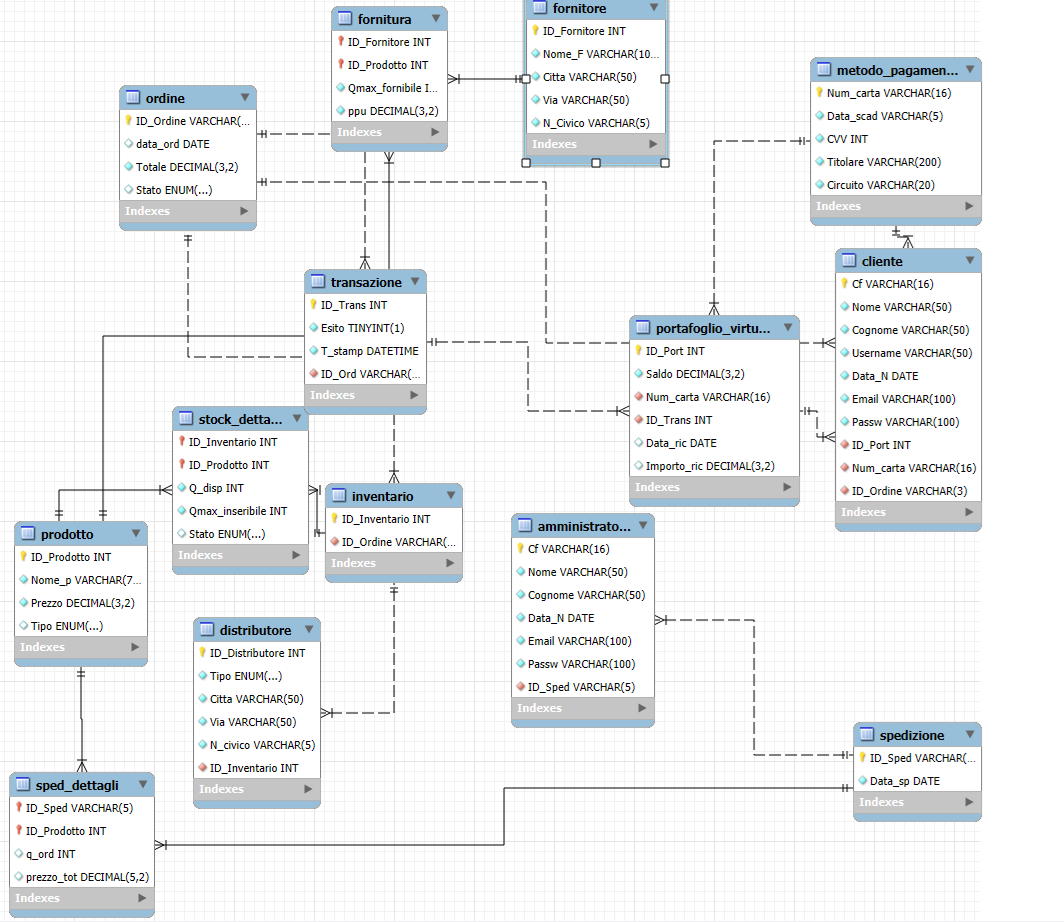 fornitura
ID_Fornitore INT
ID_Prodotto INT
Qmax_fornibile I...
ppu DECIMAL(3,2)
Indexes
fornitore
ID_Fornitore INT
Nome_F VARCHAR(10...
Citta VARCHAR(50)
Via VARCHAR(50)
N_Civico VARCHAR(5)
Indexes
metodo_pagamen...
Num_carta VARCHAR(16)
Data_scad VARCHAR(5)
CVV INT
Titolare VARCHAR(200)
Circuito VARCHAR(20)
Indexes
ordine
ID_Ordine VARCHAR(...
data_ord DATE
Totale DECIMAL(3,2)
Stato ENUM(...)
Indexes
cliente
Cf VARCHAR(16)
Nome VARCHAR(50)
Cognome VARCHAR(50)
Username VARCHAR(50)
Data_N DATE
Email VARCHAR(100)
Passw VARCHAR(100)
ID_Port INT
Num_carta VARCHAR(16)
ID_Ordine VARCHAR(3)
Indexes
transazione
ID_Trans INT
Esito TINYINT(1)
T_stamp DATETIME
ID_Ord VARCHAR(...
Indexes
portafoglio_virtu...
ID_Port INT
Saldo DECIMAL(3,2)
Num_carta VARCHAR(16)
ID_Trans INT
Data_ric DATE
Importo_ric DECIMAL(3,2)
Indexes
stock_detta...
ID_Inventario INT
ID_Prodotto INT
Q_disp INT
Qmax_inseribile INT
Stato ENUM(...)
Indexes
inventario
ID_Inventario INT
ID_Ordine VARCHAR(...
Indexes
prodotto
ID_Prodotto INT
Nome_p VARCHAR(7...
Prezzo DECIMAL(3,2)
Tipo ENUM(...)
Indexes
amministrato...
Cf VARCHAR(16)
Nome VARCHAR(50)
Cognome VARCHAR(50)
Data_N DATE
Email VARCHAR(100)
Passw VARCHAR(100)
ID_Sped VARCHAR(5)
Indexes
distributore
ID_Distributore INT
Tipo ENUM(...)
Citta VARCHAR(50)
Via VARCHAR(50)
N_civico VARCHAR(5)
ID_Inventario INT
Indexes
spedizione
ID_Sped VARCHAR(...
Data_sp DATE
Indexes
sped_dettagli
ID_Sped VARCHAR(5)
ID_Prodotto INT
q_ord INT
prezzo_tot DECIMAL(5,2)
Indexes